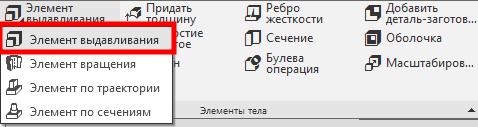 Элемент выдавливания
Придать толщину
Ребро жесткости
Добавить деталь-заготов...
Элемент выдавливания
Сечение
Оболочка
Элемент вращения
Булева операция
Масштабиров...
Элемент по траектории
Элемент по сечениям
Элементы тела